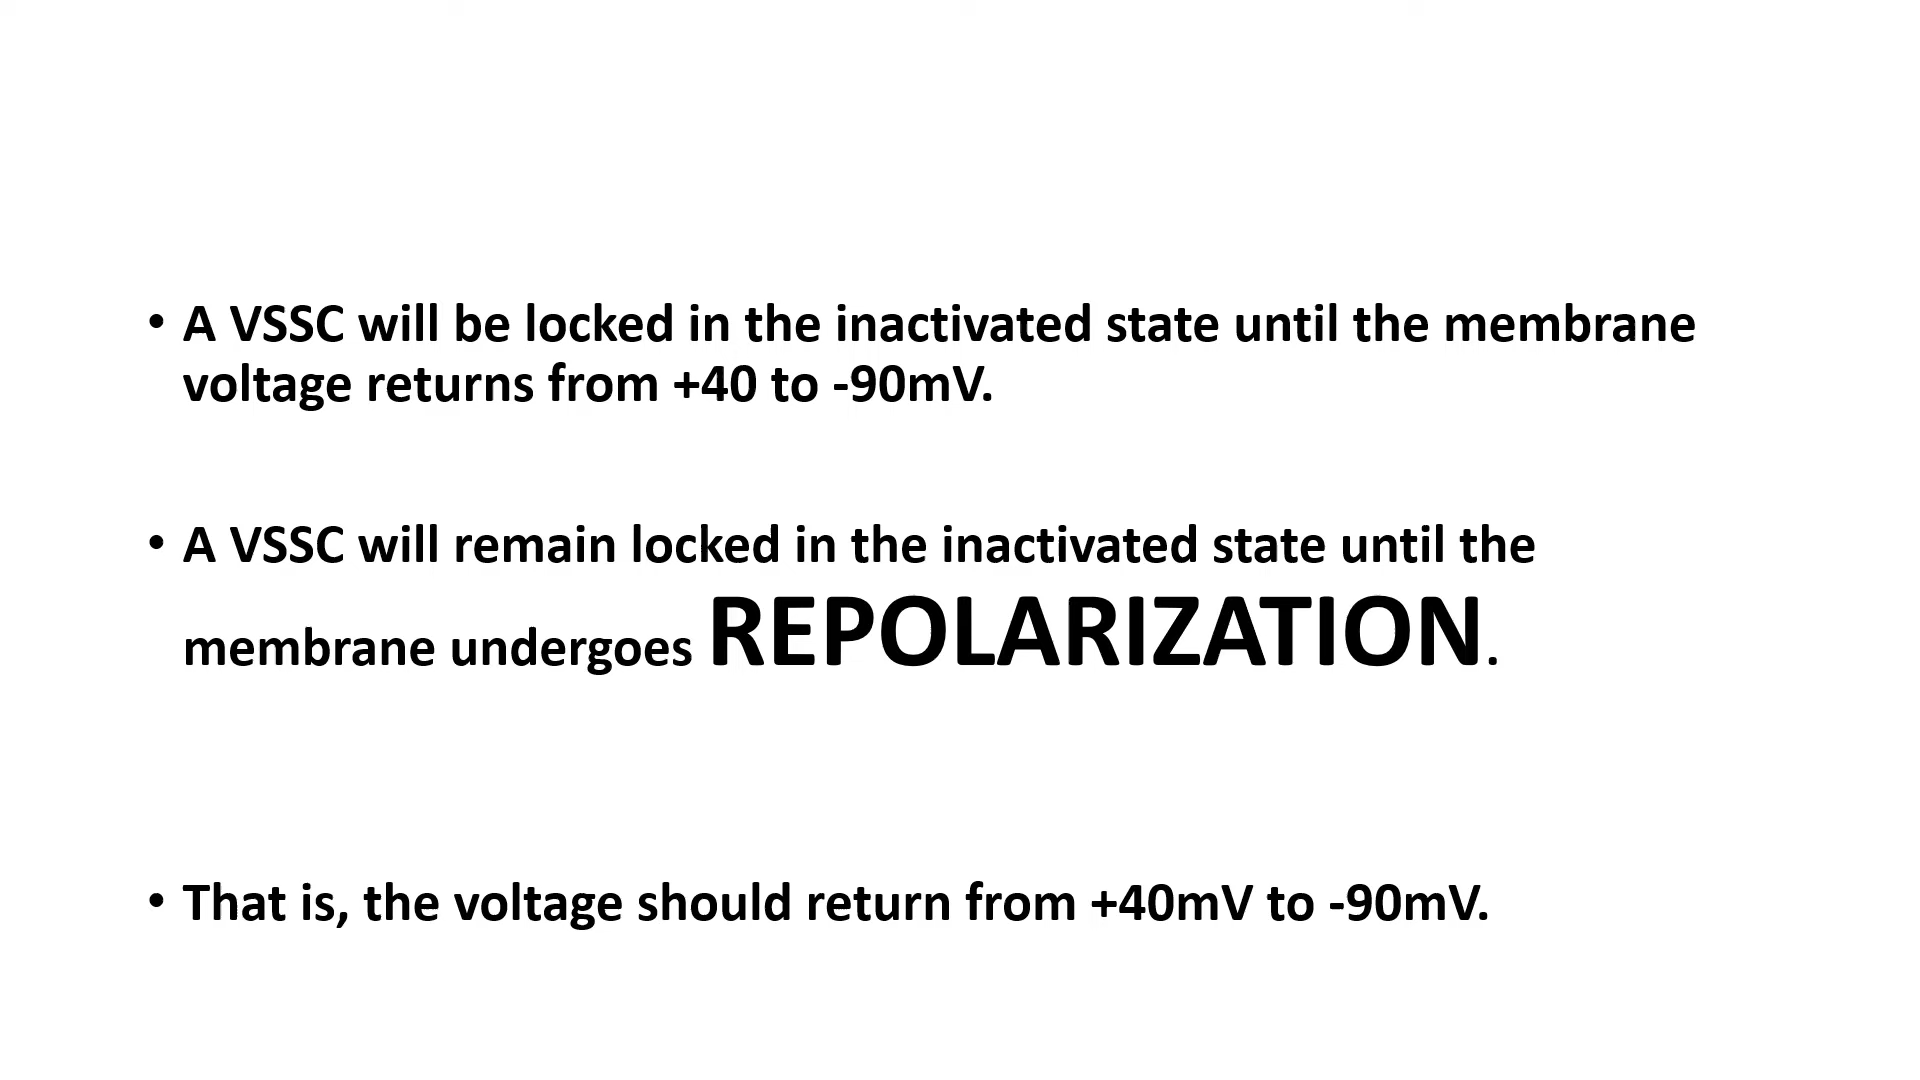 • A VSSC will be locked in the inactivated state until the membrane
voltage returns from +40 to -90mV.
• A VSSC will remain locked in the inactivated state until the
membrane undergoes REPOLARIZATION.
• That is, the voltage should return from +40mV to -90mV.